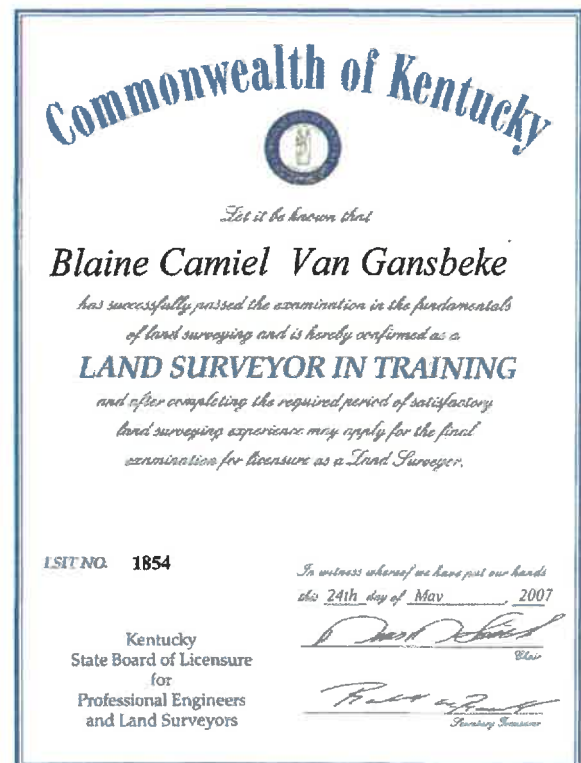 Commonwealth of Kentucky
Let it be known that
Blaine Camiel Van Gansbeke
has successfully passed the examination in the fundamentals
of land surveying and is hereby confirmed as a
LAND SURVEYOR IN TRAINING
and after completing the required period of satisfactory
land surveying experience may apply for the final
examination for licensure as a Land Surveyor.
LSIT NO. 1854
In witness whereof we have put our hands
this 24th day of May, 2007
Chair
Kentucky
State Board of Licensure
for
Professional Engineers
and Land Surveyors
Secretary Treasurer